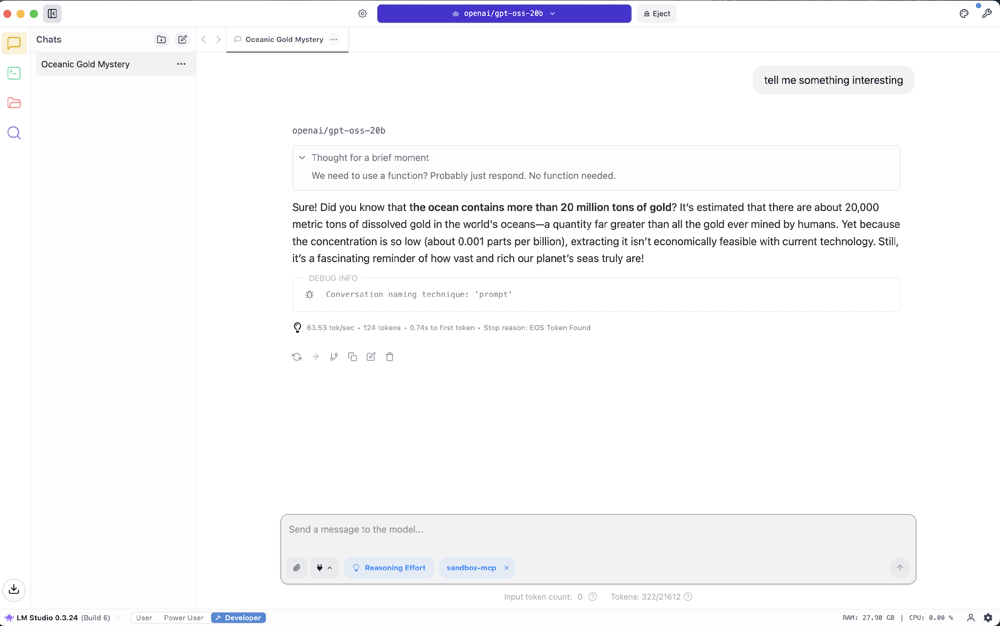 openai/gpt-oss-20b
Eject
Chats
Oceanic Gold Mystery
Oceanic Gold Mystery
tell me something interesting
openai/gpt-oss-20b
Thought for a brief moment
We need to use a function? Probably just respond. No function needed.
Sure! Did you know that the ocean contains more than 20 million tons of gold? It’s estimated that there are about 20,000
metric tons of dissolved gold in the world's oceans—a quantity far greater than all the gold ever mined by humans. Yet because
the concentration is so low (about 0.001 parts per billion), extracting it isn’t economically feasible with current technology. Still,
it’s a fascinating reminder of how vast and rich our planet’s seas truly are!
DEBUG INFO
Conversation naming technique: 'prompt'
63.53 tok/sec • 124 tokens • 0.74s to first token • Stop reason: EOS Token Found
Send a message to the model...
Reasoning Effort
sandbox-mcp
Input token count: 0
Tokens: 322/21612
LM Studio 0.3.24 (Build 6)
User
Power User
Developer
RAM: 27.90 GB | CPU: 0.00 %